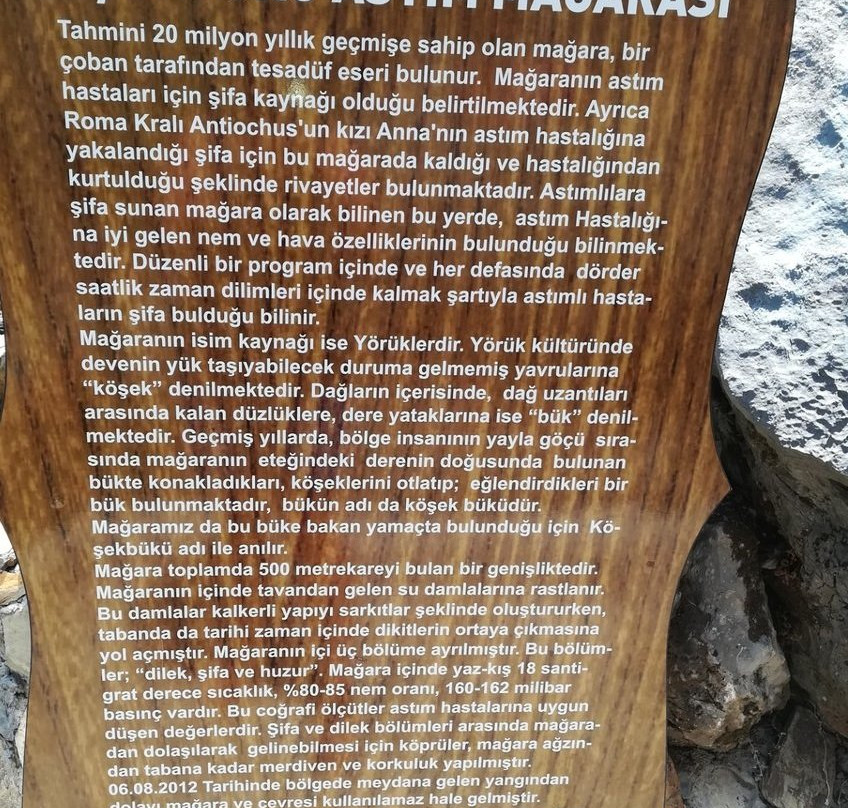 ASTIM MAĞARASI
Tahmini 20 milyon yıllık geçmişe sahip olan mağara, bir
çoban tarafından tesadüf eseri bulunur. Mağaranın astım
hastaları için şifa kaynağı olduğu belirtilmektedir. Ayrıca
Roma Kralı Antiochus'un kızı Anna'nın astım hastalığına
yakalandığı şifa için bu mağarada kaldığı ve hastalığından
kurtulduğu şeklinde rivayetler bulunmaktadır. Astımlılara
şifa sunan mağara olarak bilinen bu yerde, astım Hastalığı-
na iyi gelen nem ve hava özelliklerinin bulunduğu bilinmek-
tedir. Düzenli bir program içinde ve her defasında dörder
saatlik zaman dilimleri içinde kalmak şartıyla astımlı hasta-
ların şifa bulduğu bilinir.
Mağaranın isim kaynağı ise Yörüklerdir. Yörük kültüründe
devenin yük taşıyabilecek duruma gelmemiş yavrularına
“köşek” denilmektedir. Dağların içerisinde, dağ uzantıları
arasında kalan düzlüklere, dere yataklarına ise “bük” denil-
mektedir. Geçmiş yıllarda, bölge insanının yayla göçü sıra-
sında mağaranın eteğindeki derenin doğusunda bulunan
bükte konakladıkları, köşeklerini otlatıp; eğlendirdikleri bir
bük bulunmaktadır, bükün adı da köşek büküdür.
Mağaramız da bu büke bakan yamaçta bulunduğu için Kö-
şekbükü adı ile anılır.
Mağara toplamda 500 metrekareyi bulan bir genişliktedir.
Mağaranın içinde tavandan gelen su damlalarına rastlanır.
Bu damlalar kalkerli yapıyı sarkıtlar şeklinde oluştururken,
tabanda da tarihi zaman içinde dikitlerin ortaya çıkmasına
yol açmıştır. Mağaranın içi üç bölüme ayrılmıştır. Bu bölüm-
ler; “dilek, şifa ve huzur”. Mağara içinde yaz-kış 18 santi-
grat derece sıcaklık, %80-85 nem oranı, 160-162 milibar
basınç vardır. Bu coğrafi ölçütler astım hastalarına uygun
düşen değerlerdir. Şifa ve dilek bölümleri arasında mağara-
dan dolaşılarak gelinebilmesi için köprüler, mağara ağzın-
dan tabana kadar merdiven ve korkuluk yapılmıştır.
06.08.2012 Tarihinde bölgede meydana gelen yangından
dolayı mağara ve çevresi kullanılamaz hale gelmiştir.